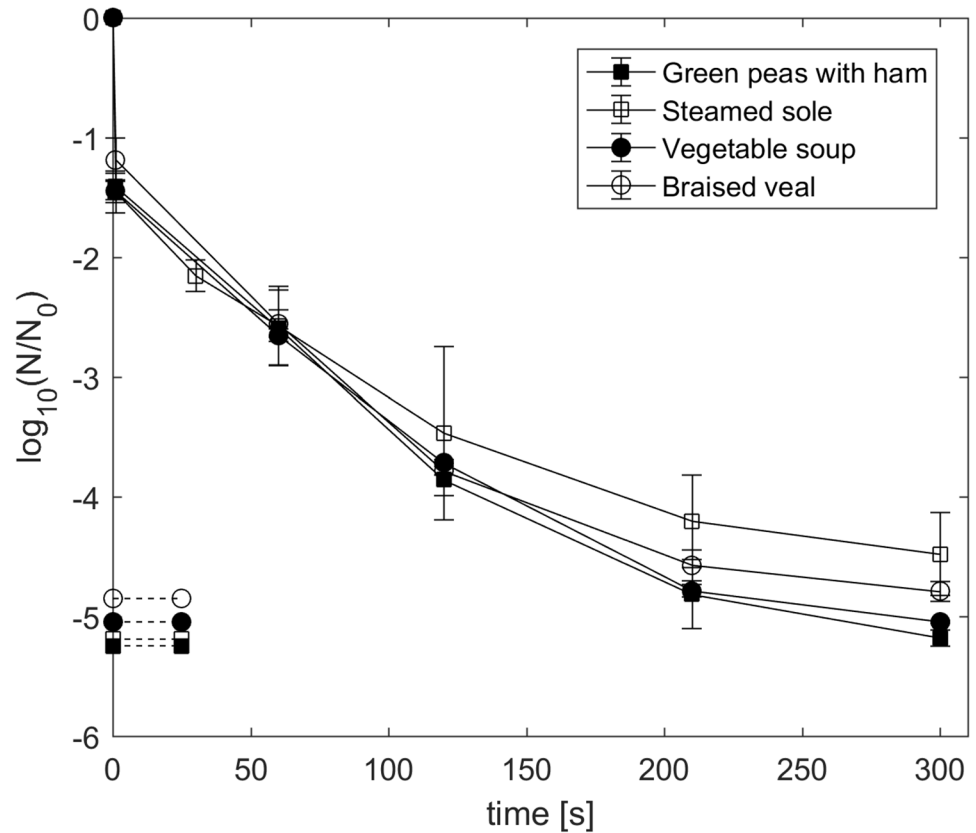 0
-1
-2
-3
-4
-5
-6
log10(N/N0)
Green peas with ham
Steamed sole
Vegetable soup
Braised veal
0 50 100 150 200 250 300
time [s]